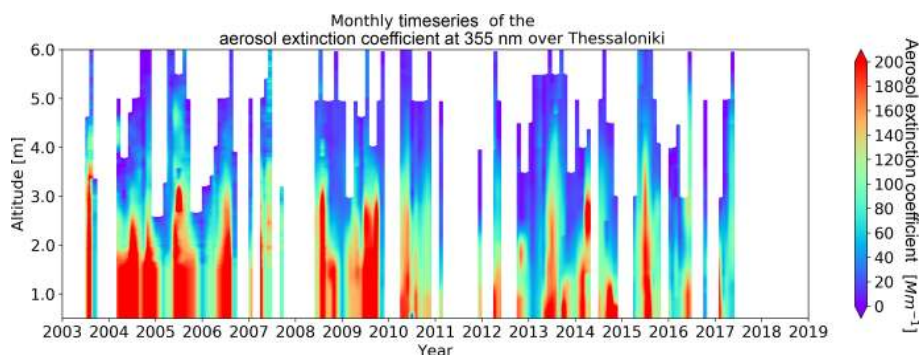 Monthly timeseries of the
aerosol extinction coefficient at 355 nm over Thessaloniki
6.0
5.0
4.0
3.0
2.0
1.0
Altitude [m]
2003 2004 2005 2006 2007 2008 2009 2010 2011 2012 2013 2014 2015 2016 2017 2018 2019
Year
200
180
160
140
120
100
80
60
40
20
0
Aerosol extinction coefficient [Mm⁻¹]